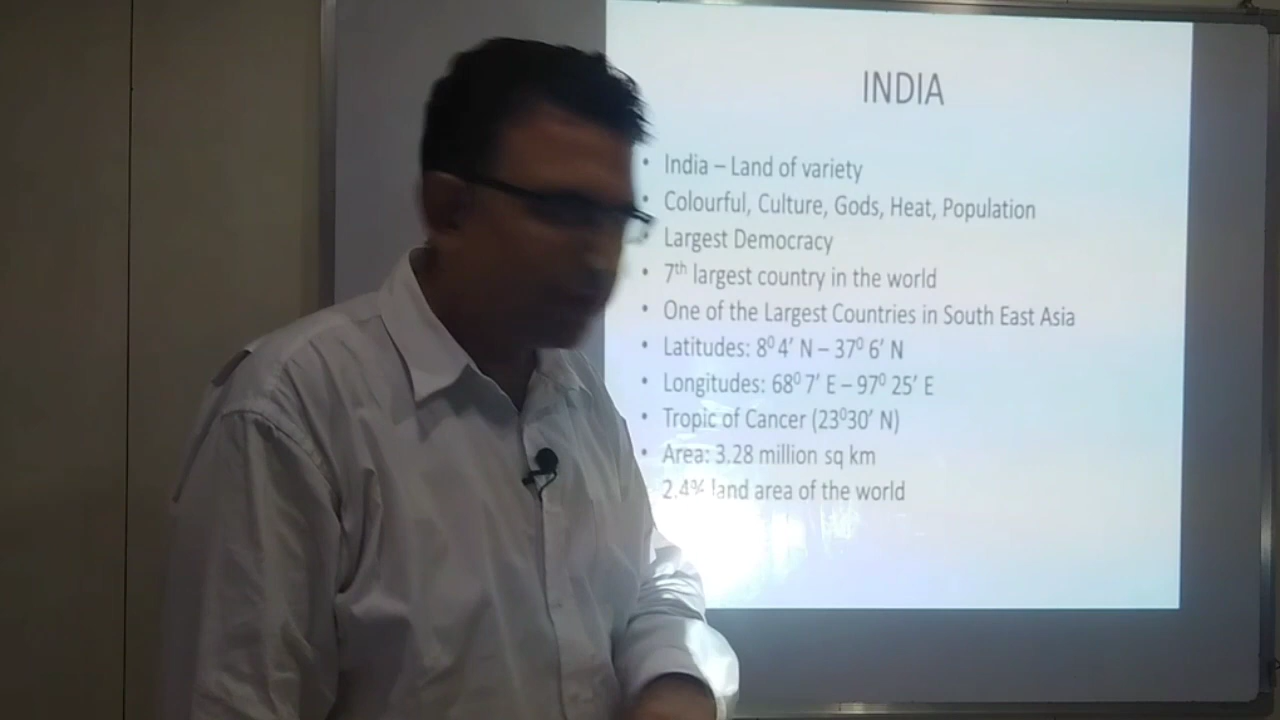 INDIA
• India – Land of variety
• Colourful, Culture, Gods, Heat, Population
Largest Democracy
• 7th largest country in the world
• One of the Largest Countries in South East Asia
• Latitudes: 8⁰ 4’ N – 37⁰ 6’ N
• Longitudes: 68⁰ 7’ E – 97⁰ 25’ E
• Tropic of Cancer (23⁰30’ N)
• Area: 3.28 million sq km
2.4% land area of the world